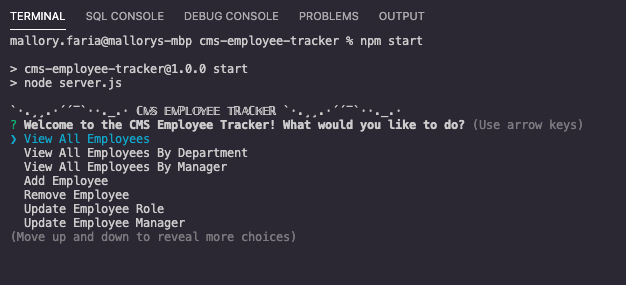 TERMINAL SQL CONSOLE DEBUG CONSOLE PROBLEMS OUTPUT
mallory.faria@mallorys-mbp cms-employee-tracker % npm start
> cms-employee-tracker@1.0.0 start
> node server.js
`·.¸¸.·´´¯`··._.· ℂ𝕄𝕊 𝔼𝕄ℙ𝕃𝕆𝕐𝔼𝔼 𝕋ℝ𝔸ℂ𝕂𝔼ℝ `·.¸¸.·´´¯`··._.·
? Welcome to the CMS Employee Tracker! What would you like to do? (Use arrow keys)
❯ View All Employees
View All Employees By Department
View All Employees By Manager
Add Employee
Remove Employee
Update Employee Role
Update Employee Manager
(Move up and down to reveal more choices)